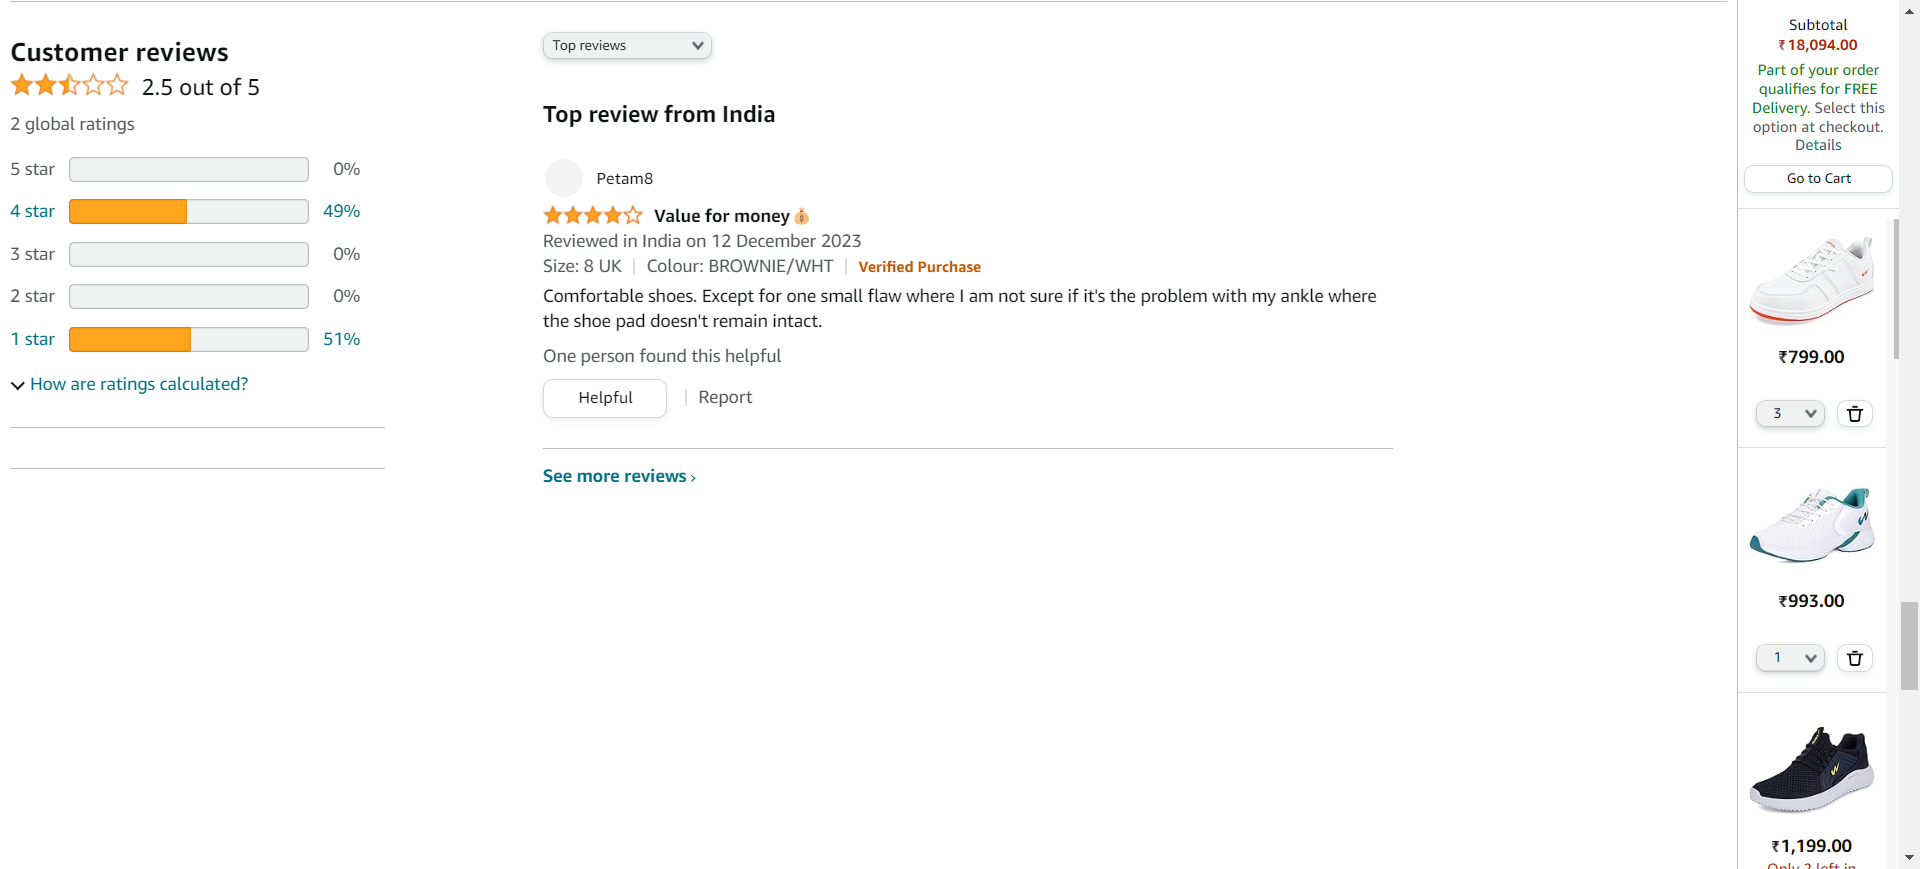 Customer reviews
2.5 out of 5
2 global ratings
5 star 0%
4 star 49%
3 star 0%
2 star 0%
1 star 51%
How are ratings calculated?
Top reviews
Top review from India
Petam8
Value for money💰
Reviewed in India on 12 December 2023
Size: 8 UK | Colour: BROWNIE/WHT | Verified Purchase
Comfortable shoes. Except for one small flaw where I am not sure if it's the problem with my ankle where
the shoe pad doesn't remain intact.
One person found this helpful
Helpful | Report
See more reviews ›
Subtotal
₹18,094.00
Part of your order
qualifies for FREE
Delivery. Select this
option at checkout.
Details
Go to Cart
₹799.00
3
₹993.00
1
₹1,199.00
Only 2 left in